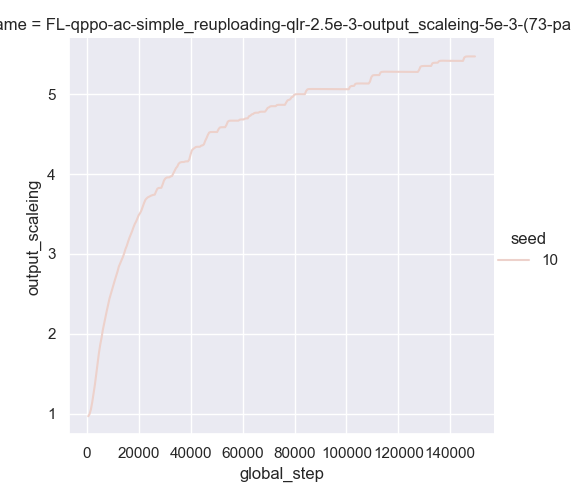 ame = FL-qppo-ac-simple_reuploading-qlr-2.5e-3-output_scaleing-5e-3-(73-pa
5
4
3
2
1
output_scaleing
0 20000 40000 60000 80000 100000 120000 140000
global_step
seed
10